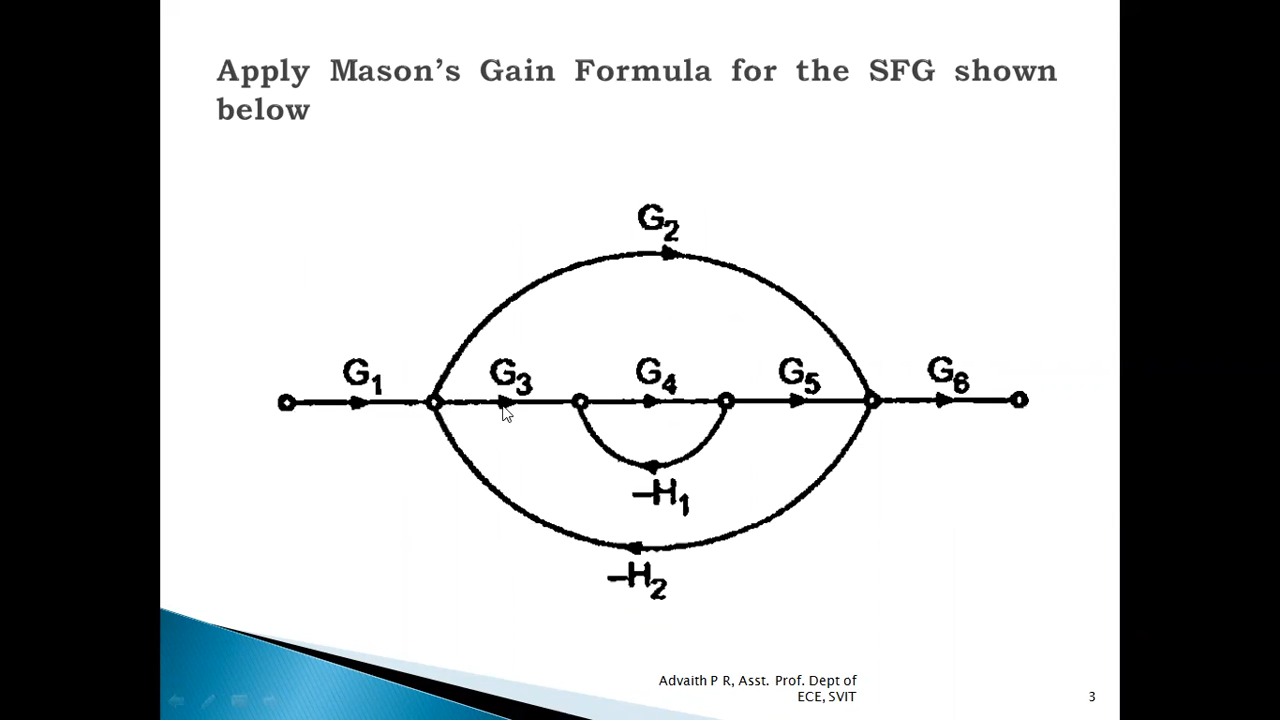 Apply Mason’s Gain Formula for the SFG shown
below
G₂
G₁ G₃ G₄ G₅ G₆
–H₁
–H₂
Advaith P R, Asst. Prof. Dept of
ECE, SVIT
3